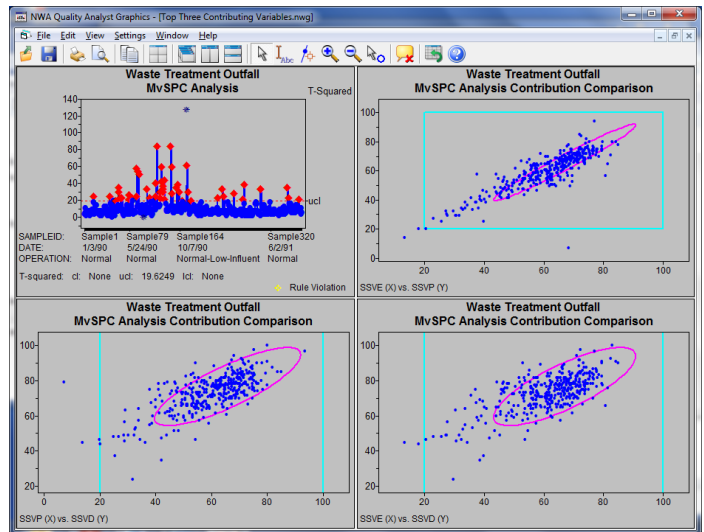 NWA Quality Analyst Graphics - [Top Three Contributing Variables.nwg]
File Edit View Settings Window Help
Abc
Waste Treatment Outfall
MvSPC Analysis
T-Squared
140
120
100
80
60
40
20
0
ucl
SAMPLEID: Sample1 Sample79 Sample164 Sample320
DATE: 1/3/90 5/24/90 10/7/90 6/2/91
OPERATION: Normal Normal Normal-Low-Influent Normal
T-squared: cl: None ucl: 19.6249 lcl: None
Rule Violation
Waste Treatment Outfall
MvSPC Analysis Contribution Comparison
100
80
60
40
20
20 40 60 80 100
SSVE (X) vs. SSVP (Y)
Waste Treatment Outfall
MvSPC Analysis Contribution Comparison
100
80
60
40
20
0 20 40 60 80 100
SSVP (X) vs. SSVD (Y)
Waste Treatment Outfall
MvSPC Analysis Contribution Comparison
100
80
60
40
20
20 40 60 80 100
SSVE (X) vs. SSVD (Y)